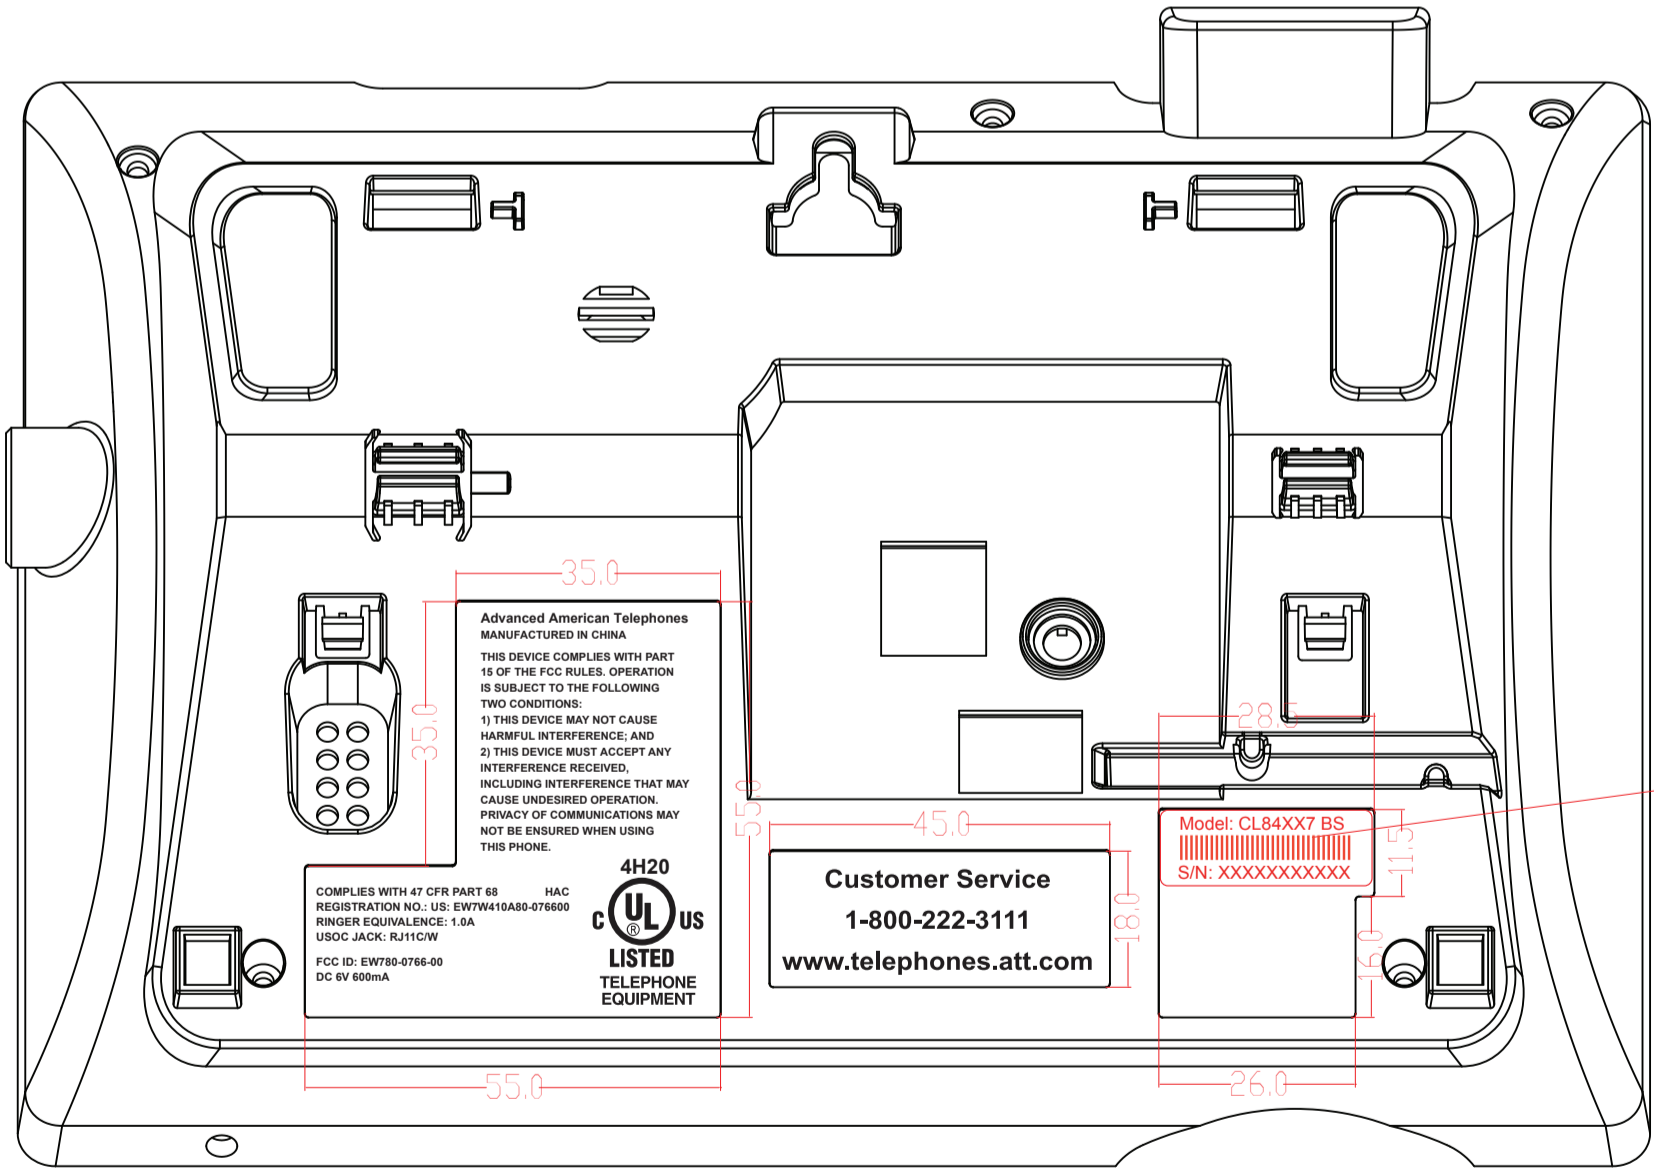 35.0
35.0
Advanced American Telephones
MANUFACTURED IN CHINA
THIS DEVICE COMPLIES WITH PART
15 OF THE FCC RULES. OPERATION
IS SUBJECT TO THE FOLLOWING
TWO CONDITIONS:
1) THIS DEVICE MAY NOT CAUSE
HARMFUL INTERFERENCE; AND
2) THIS DEVICE MUST ACCEPT ANY
INTERFERENCE RECEIVED,
INCLUDING INTERFERENCE THAT MAY
CAUSE UNDESIRED OPERATION.
PRIVACY OF COMMUNICATIONS MAY
NOT BE ENSURED WHEN USING
THIS PHONE.
COMPLIES WITH 47 CFR PART 68 HAC
REGISTRATION NO.: US: EW7W410A80-076600
RINGER EQUIVALENCE: 1.0A
USOC JACK: RJ11C/W
FCC ID: EW780-0766-00
DC 6V 600mA
4H20
C UL ® US
LISTED
TELEPHONE
EQUIPMENT
55.0
55.0
45.0
Customer Service
1-800-222-3111
www.telephones.att.com
18.0
28.5
Model: CL84XX7 BS
S/N: XXXXXXXXXXX
11.5
16.0
26.0